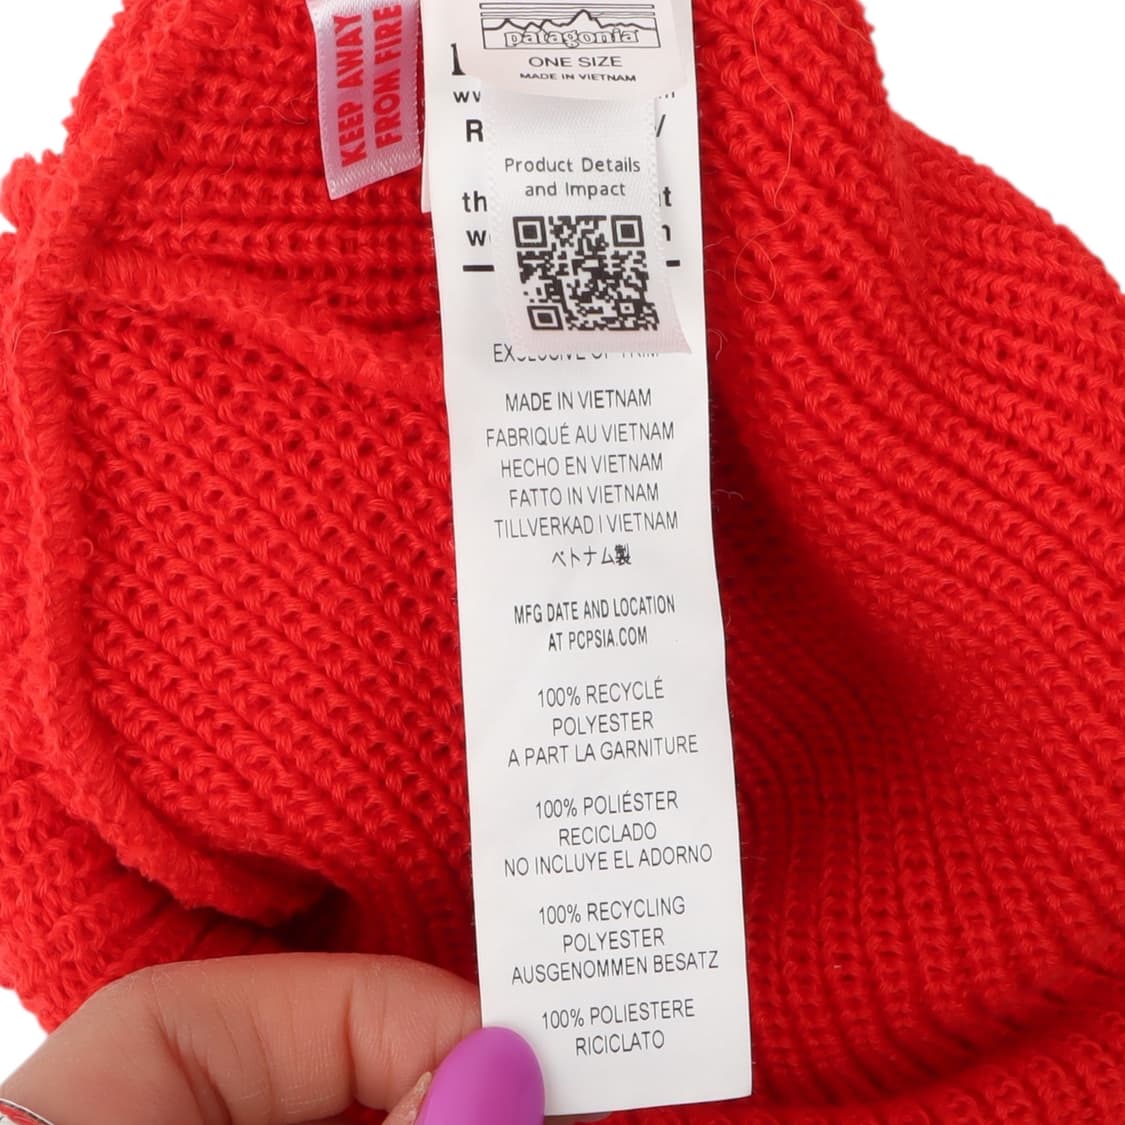 KEEP AWAY
FROM FIRE
patagonia
ONE SIZE
MADE IN VIETNAM
R
th
w
Product Details
and Impact
MADE IN VIETNAM
FABRIQUÉ AU VIETNAM
HECHO EN VIETNAM
FATTO IN VIETNAM
TILLVERKAD I VIETNAM
ベトナム製
MFG DATE AND LOCATION
AT PCPSIA.COM
100% RECYCLÉ
POLYESTER
A PART LA GARNITURE
100% POLIÉSTER
RECICLADO
NO INCLUYE EL ADORNO
100% RECYCLING
POLYESTER
AUSGENOMMEN BESATZ
100% POLIESTERE
RICICLATO